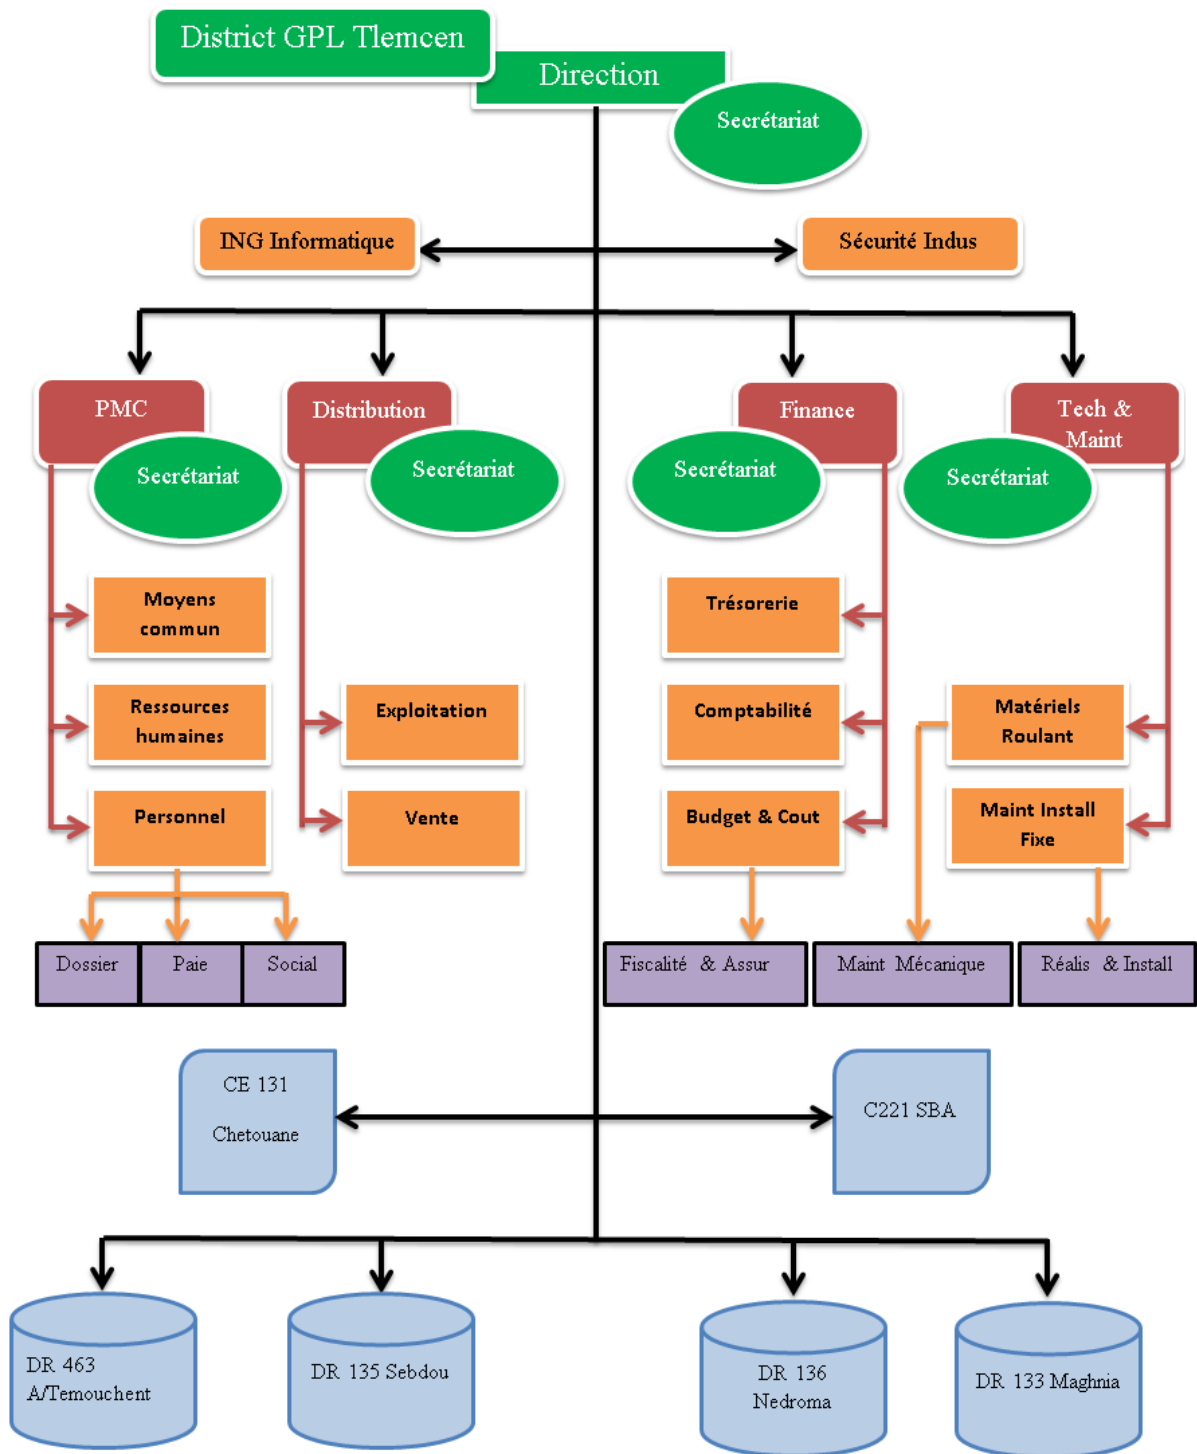 District GPL Tlemcen
Direction
Secrétariat
ING Informatique
Sécurité Indus
PMC
Distribution
Finance
Tech &
Maint
Secrétariat
Secrétariat
Secrétariat
Secrétariat
Moyens
commun
Trésorerie
Ressources
humaines
Exploitation
Comptabilité
Matériels
Roulant
Personnel
Vente
Budget & Cout
Maint Install
Fixe
Dossier
Paie
Social
Fiscalité & Assur
Maint Mécanique
Réalis & Install
CE 131
Chetouane
C221 SBA
DR 463
A/Temouchent
DR 135 Sebdou
DR 136
Nedroma
DR 133 Maghnia